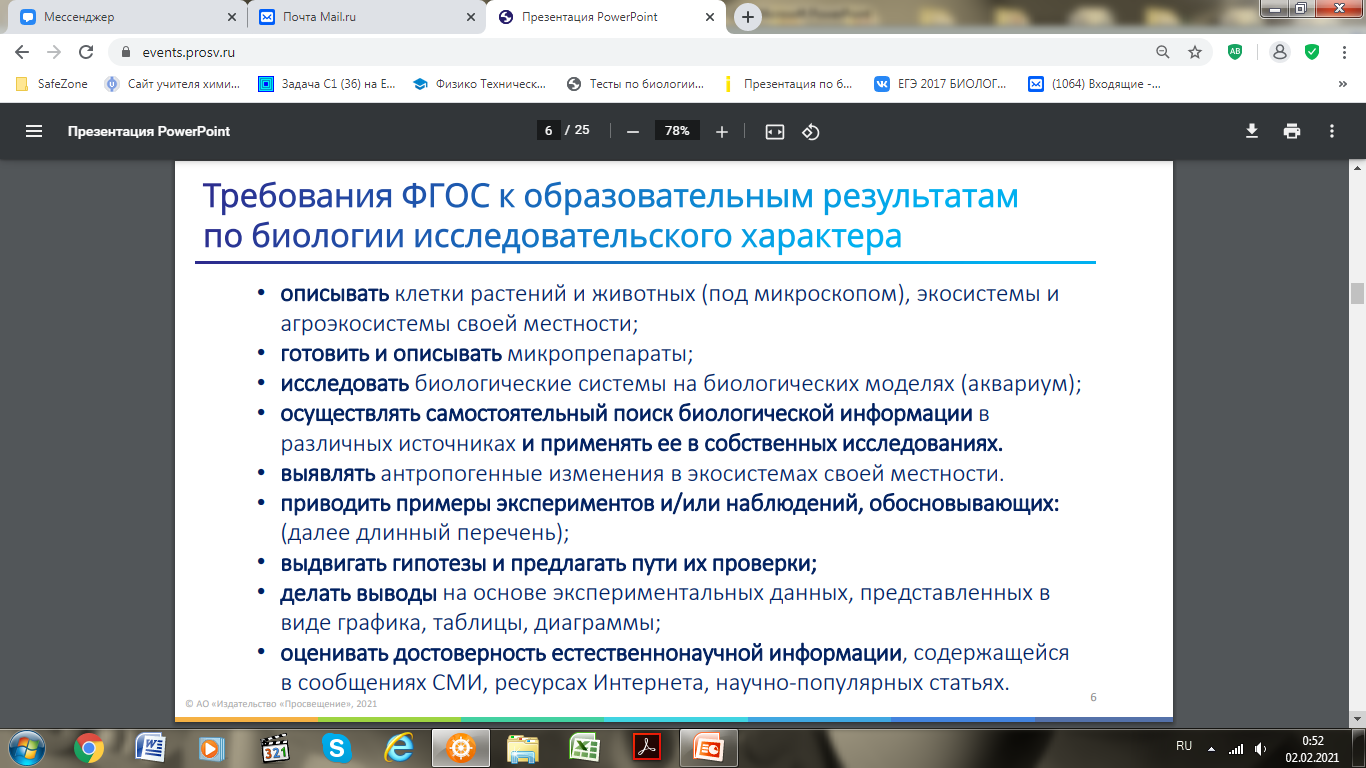 Мессенджер
Почта Mail.ru
Презентация PowerPoint
events.prosv.ru
SafeZone
Сайт учителя хими...
Задача С1 (36) на Е...
Физико Техническ...
Тесты по биологии...
Презентация по б...
ЕГЭ 2017 БИОЛОГ...
(1064) Входящие -...
Презентация PowerPoint
6 / 25
78%
Требования ФГОС к образовательным результатам
по биологии исследовательского характера
• описывать клетки растений и животных (под микроскопом), экосистемы и
агроэкосистемы своей местности;
• готовить и описывать микропрепараты;
• исследовать биологические системы на биологических моделях (аквариум);
• осуществлять самостоятельный поиск биологической информации в
различных источниках и применять ее в собственных исследованиях.
• выявлять антропогенные изменения в экосистемах своей местности.
• приводить примеры экспериментов и/или наблюдений, обосновывающих:
(далее длинный перечень);
• выдвигать гипотезы и предлагать пути их проверки;
• делать выводы на основе экспериментальных данных, представленных в
виде графика, таблицы, диаграммы;
• оценивать достоверность естественнонаучной информации, содержащейся
в сообщениях СМИ, ресурсах Интернета, научно-популярных статьях.
© АО «Издательство «Просвещение», 2021
6
321
RU
0:52
02.02.2021